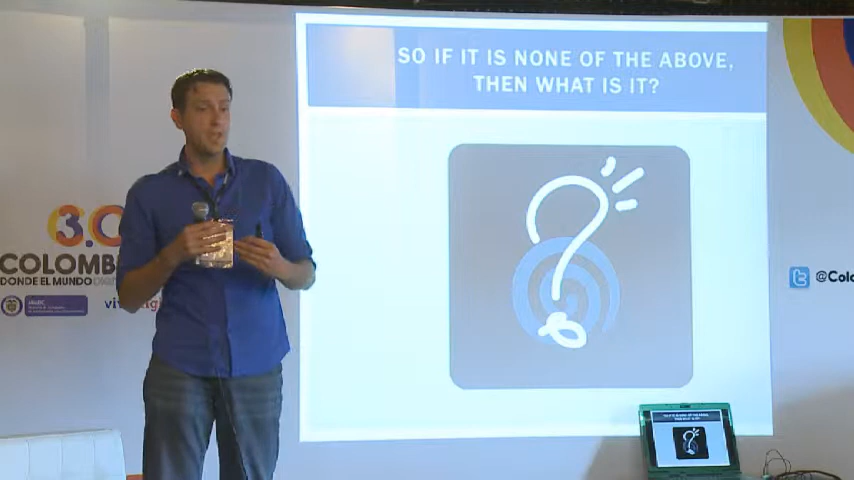 SO IF IT IS NONE OF THE ABOVE,
THEN WHAT IS IT?
3.0
COLOMB
DONDE EL MUNDO
@Colo